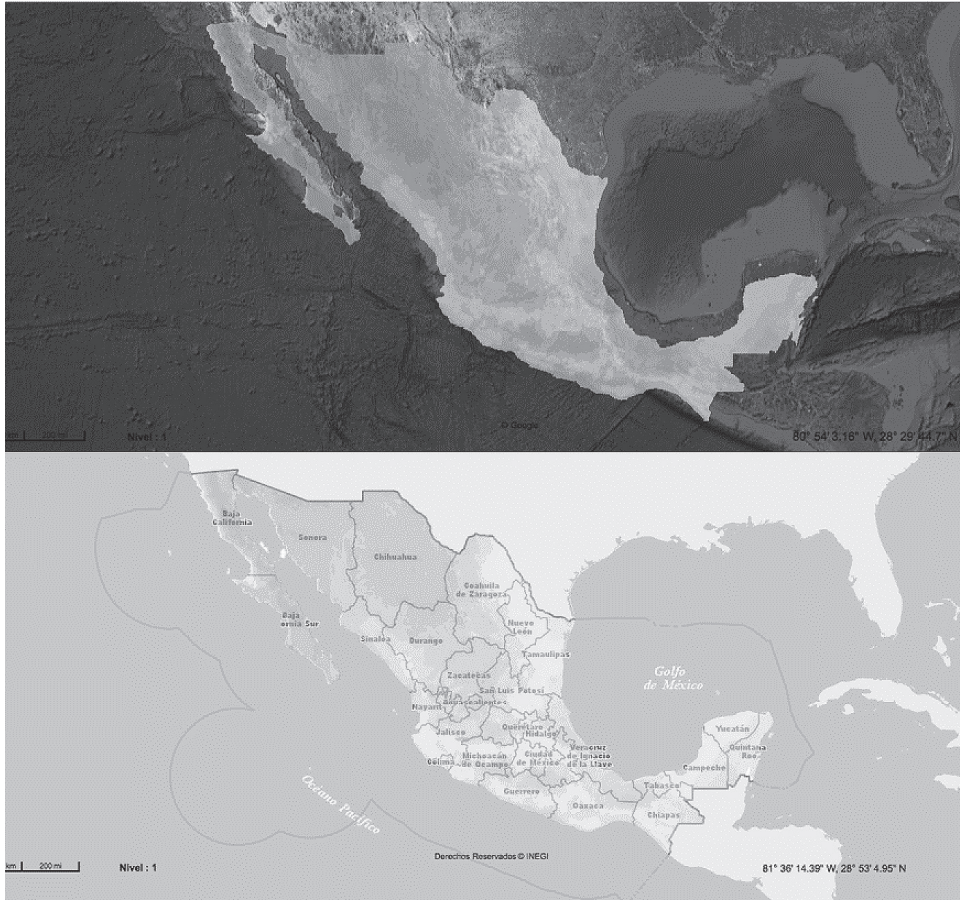 km 200 mi
Nivel : 1
© Google
80° 54' 3.16" W, 28° 29' 44.7" N
Baja
California
Sonora
Chihuahua
Coahuila
de Zaragoza
Baja
ornia Sur
Sinaloa
Durango
Nuevo
León
Tamaulipas
Zacatecas
San Luis Potosí
Aguascalientes
Nayarit
Golfo
de México
Jalisco
Querétaro
Hidalgo
Yucatán
Quintana
Roo
Campeche
Colima
Michoacán
de Ocampo
Ciudad
de México
Veracruz
de Ignacio
de la Llave
Tabasco
Guerrero
Oaxaca
Chiapas
Océano Pacífico
Derechos Reservados © INEGI
km 200 mi
Nivel : 1
81° 36' 14.39" W, 28° 53' 4.95" N